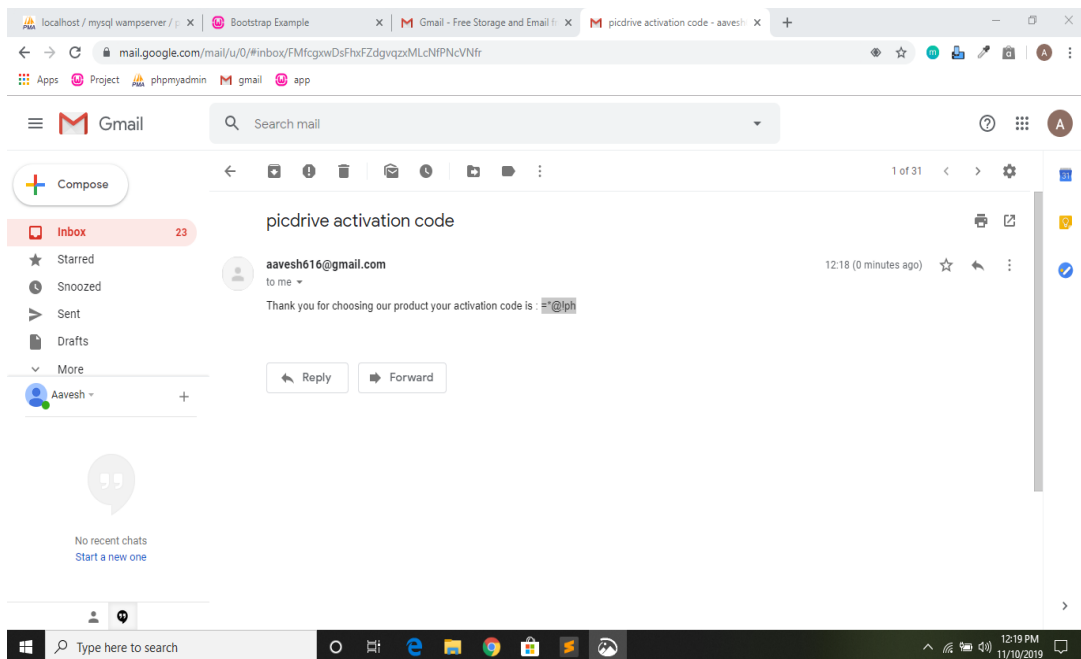 localhost / mysql wampserver / p
Bootstrap Example
Gmail - Free Storage and Email fr
picdrive activation code - aavesh
mail.google.com/mail/u/0/#inbox/FMfcgxwDsFhxFZdgvqzxMLcNfPNcVNfr
A
Apps
Project
phpmyadmin
gmail
app
Gmail
Search mail
A
Compose
1 of 31
31
picdrive activation code
Inbox 23
Starred
aavesh616@gmail.com
12:18 (0 minutes ago)
to me
Snoozed
Thank you for choosing our product your activation code is : ="@!ph
Sent
Drafts
More
Reply
Forward
Aavesh
No recent chats
Start a new one
Type here to search
12:19 PM
11/10/2019